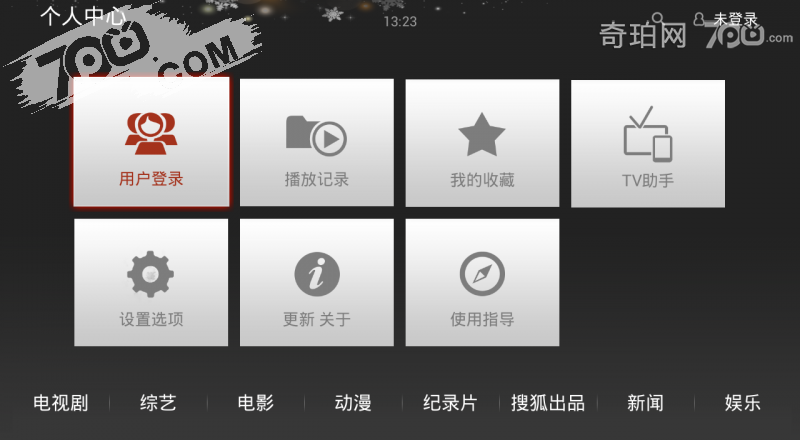 个人中心
13:23
未登录
奇珀网 7PO.com
7PO.COM
用户登录
播放记录
我的收藏
TV助手
设置选项
更新 关于
使用指导
电视剧 综艺 电影 动漫 纪录片 搜狐出品 新闻 娱乐